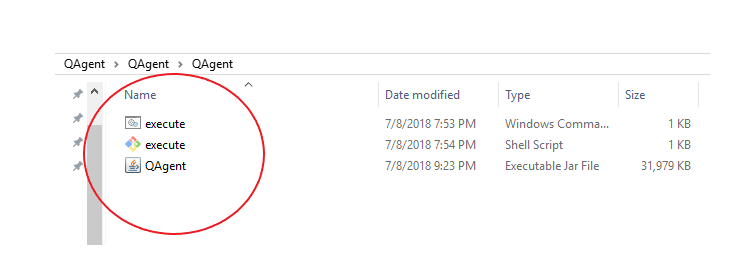 QAgent > QAgent > QAgent
Name Date modified Type Size
execute 7/8/2018 7:53 PM Windows Comma... 1 KB
execute 7/8/2018 7:54 PM Shell Script 1 KB
QAgent 7/8/2018 9:23 PM Executable Jar File 31,979 KB